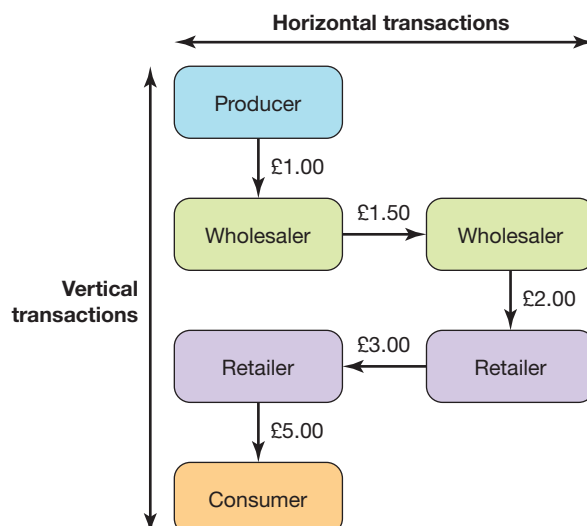 Horizontal transactions
Producer
£1.00
Wholesaler
£1.50
Wholesaler
Vertical
transactions
£2.00
Retailer
£3.00
Retailer
£5.00
Consumer